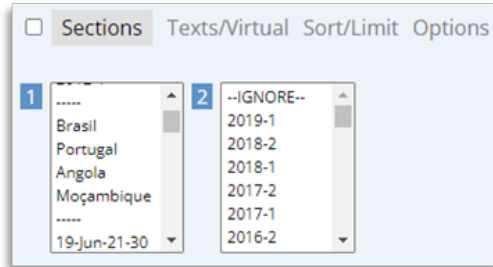 Sections Texts/Virtual Sort/Limit Options
1
-----
Brasil
Portugal
Angola
Moçambique
-----
19-Jun-21-30
2
--IGNORE--
2019-1
2018-2
2018-1
2017-2
2017-1
2016-2